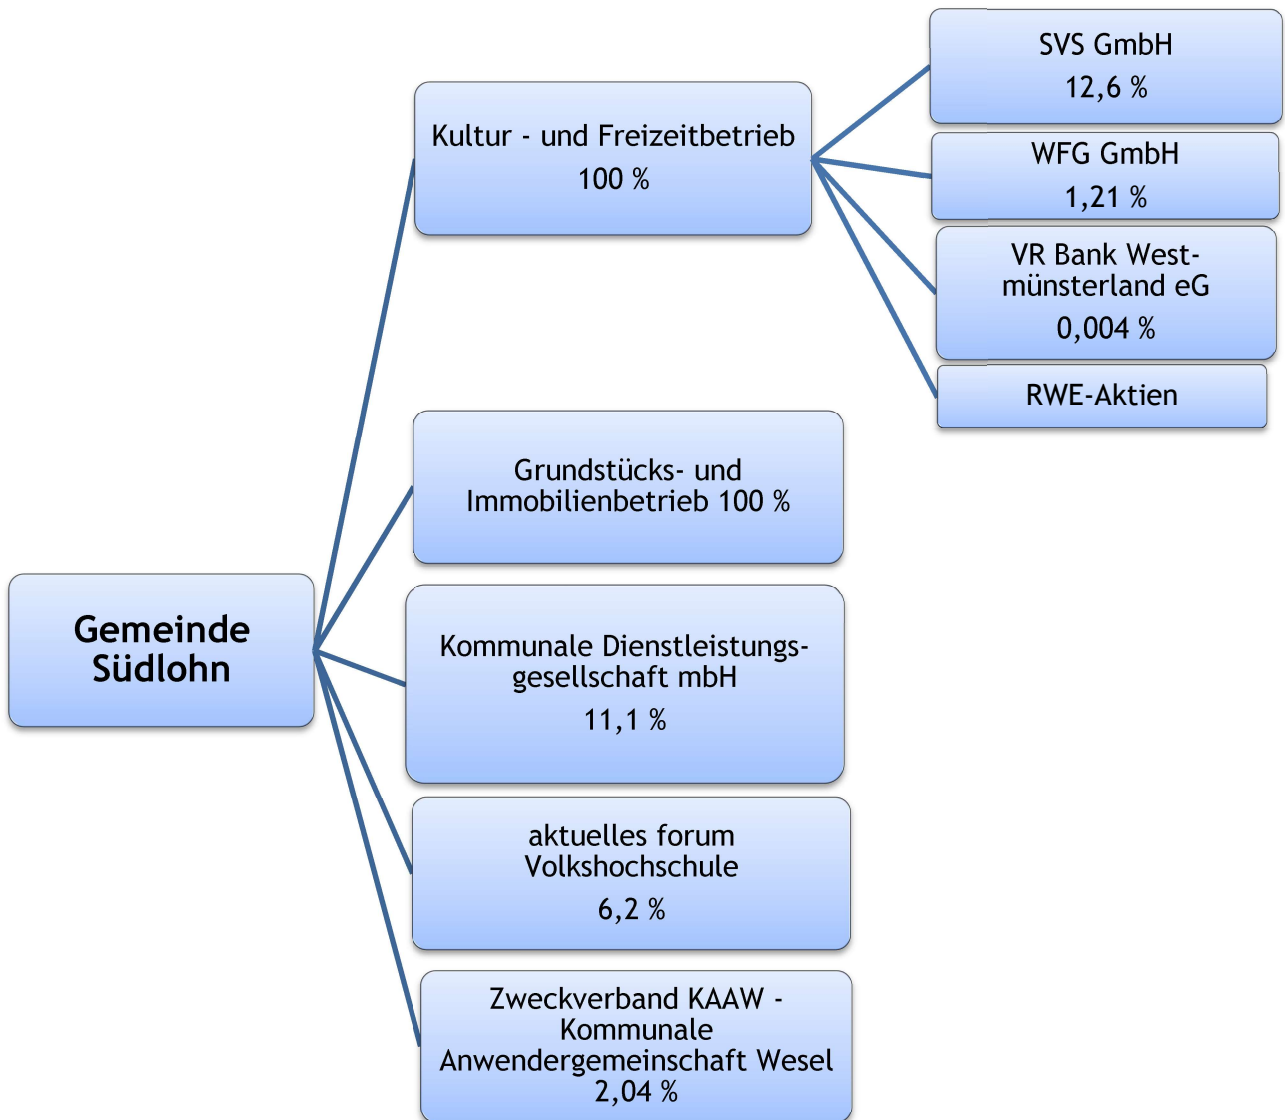 Gemeinde
Südlohn
Kultur - und Freizeitbetrieb
100 %
SVS GmbH
12,6 %
WFG GmbH
1,21 %
VR Bank West-
münsterland eG
0,004 %
RWE-Aktien
Grundstücks- und
Immobilienbetrieb 100 %
Kommunale Dienstleistungs-
gesellschaft mbH
11,1 %
aktuelles forum
Volkshochschule
6,2 %
Zweckverband KAAW -
Kommunale
Anwendergemeinschaft Wesel
2,04 %